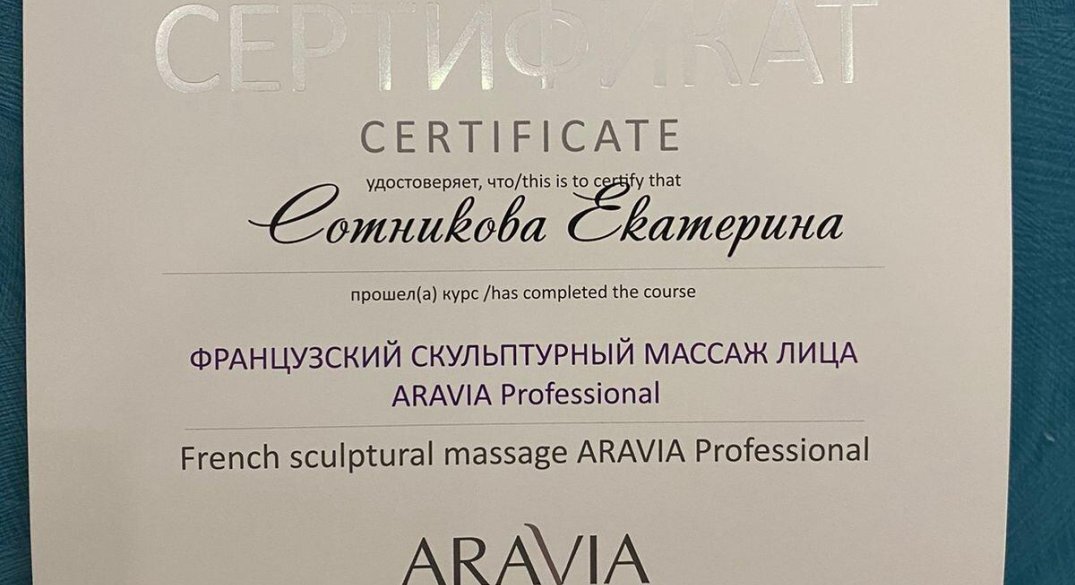 СЕРТИФИКАТ
CERTIFICATE
удостоверяет, что/this is to certify that
Сотникова Екатерина
прошел(а) курс /has completed the course
ФРАНЦУЗСКИЙ СКУЛЬПТУРНЫЙ МАССАЖ ЛИЦА
ARAVIA Professional
French sculptural massage ARAVIA Professional
ARAVIA